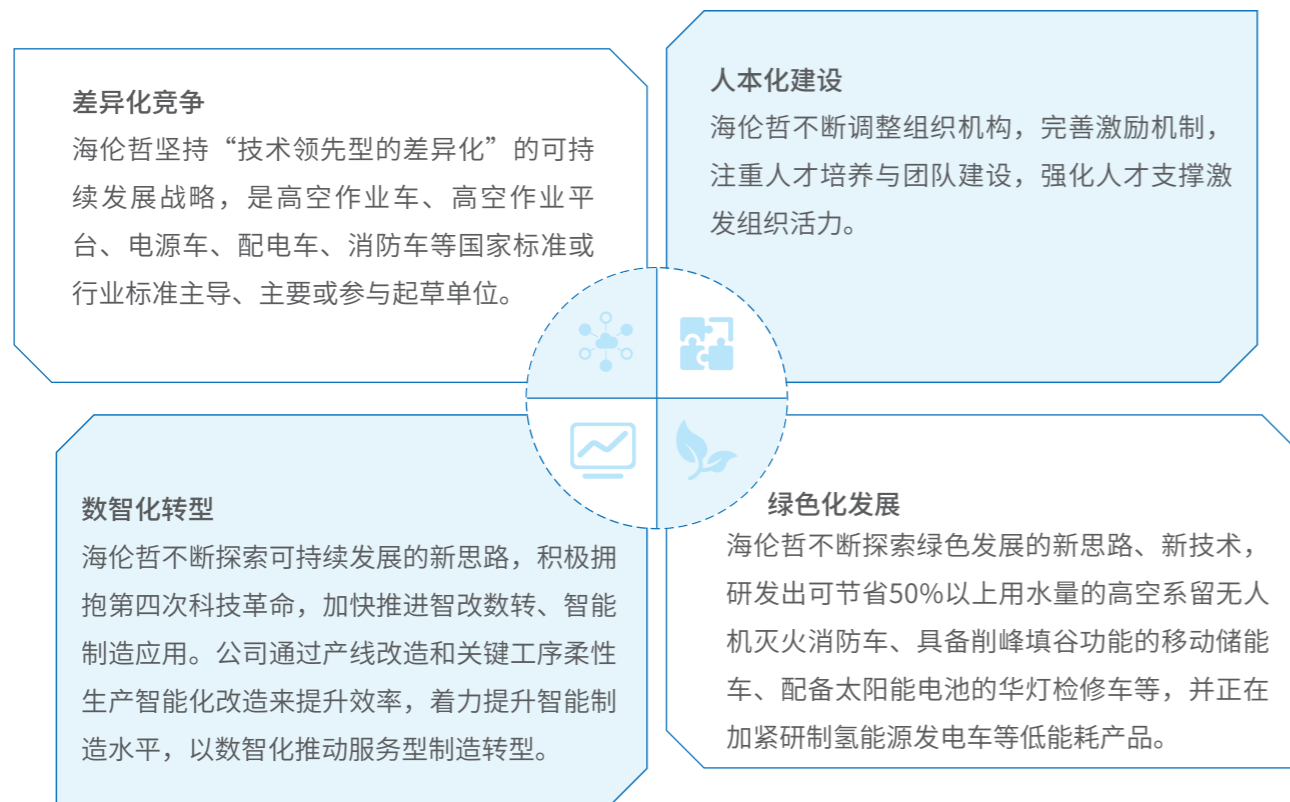 差异化竞争
海伦哲坚持“技术领先型的差异化”的可持
续发展战略，是高空作业车、高空作业平
台、电源车、配电车、消防车等国家标准或
行业标准主导、主要或参与起草单位。
人本化建设
海伦哲不断调整组织机构，完善激励机制，
注重人才培养与团队建设，强化人才支撑激
发组织活力。
数智化转型
海伦哲不断探索可持续发展的新思路，积极拥
抱第四次科技革命，加快推进智改数转、智能
制造应用。公司通过产线改造和关键工序柔性
生产智能化改造来提升效率，着力提升智能制
造水平，以数智化推动服务型制造转型。
绿色化发展
海伦哲不断探索绿色发展的新思路、新技术，
研发出可节省50%以上用水量的高空系留无人
机灭火消防车、具备削峰填谷功能的移动储能
车、配备太阳能电池的华灯检修车等，并正在
加紧研制氢能源发电车等低能耗产品。